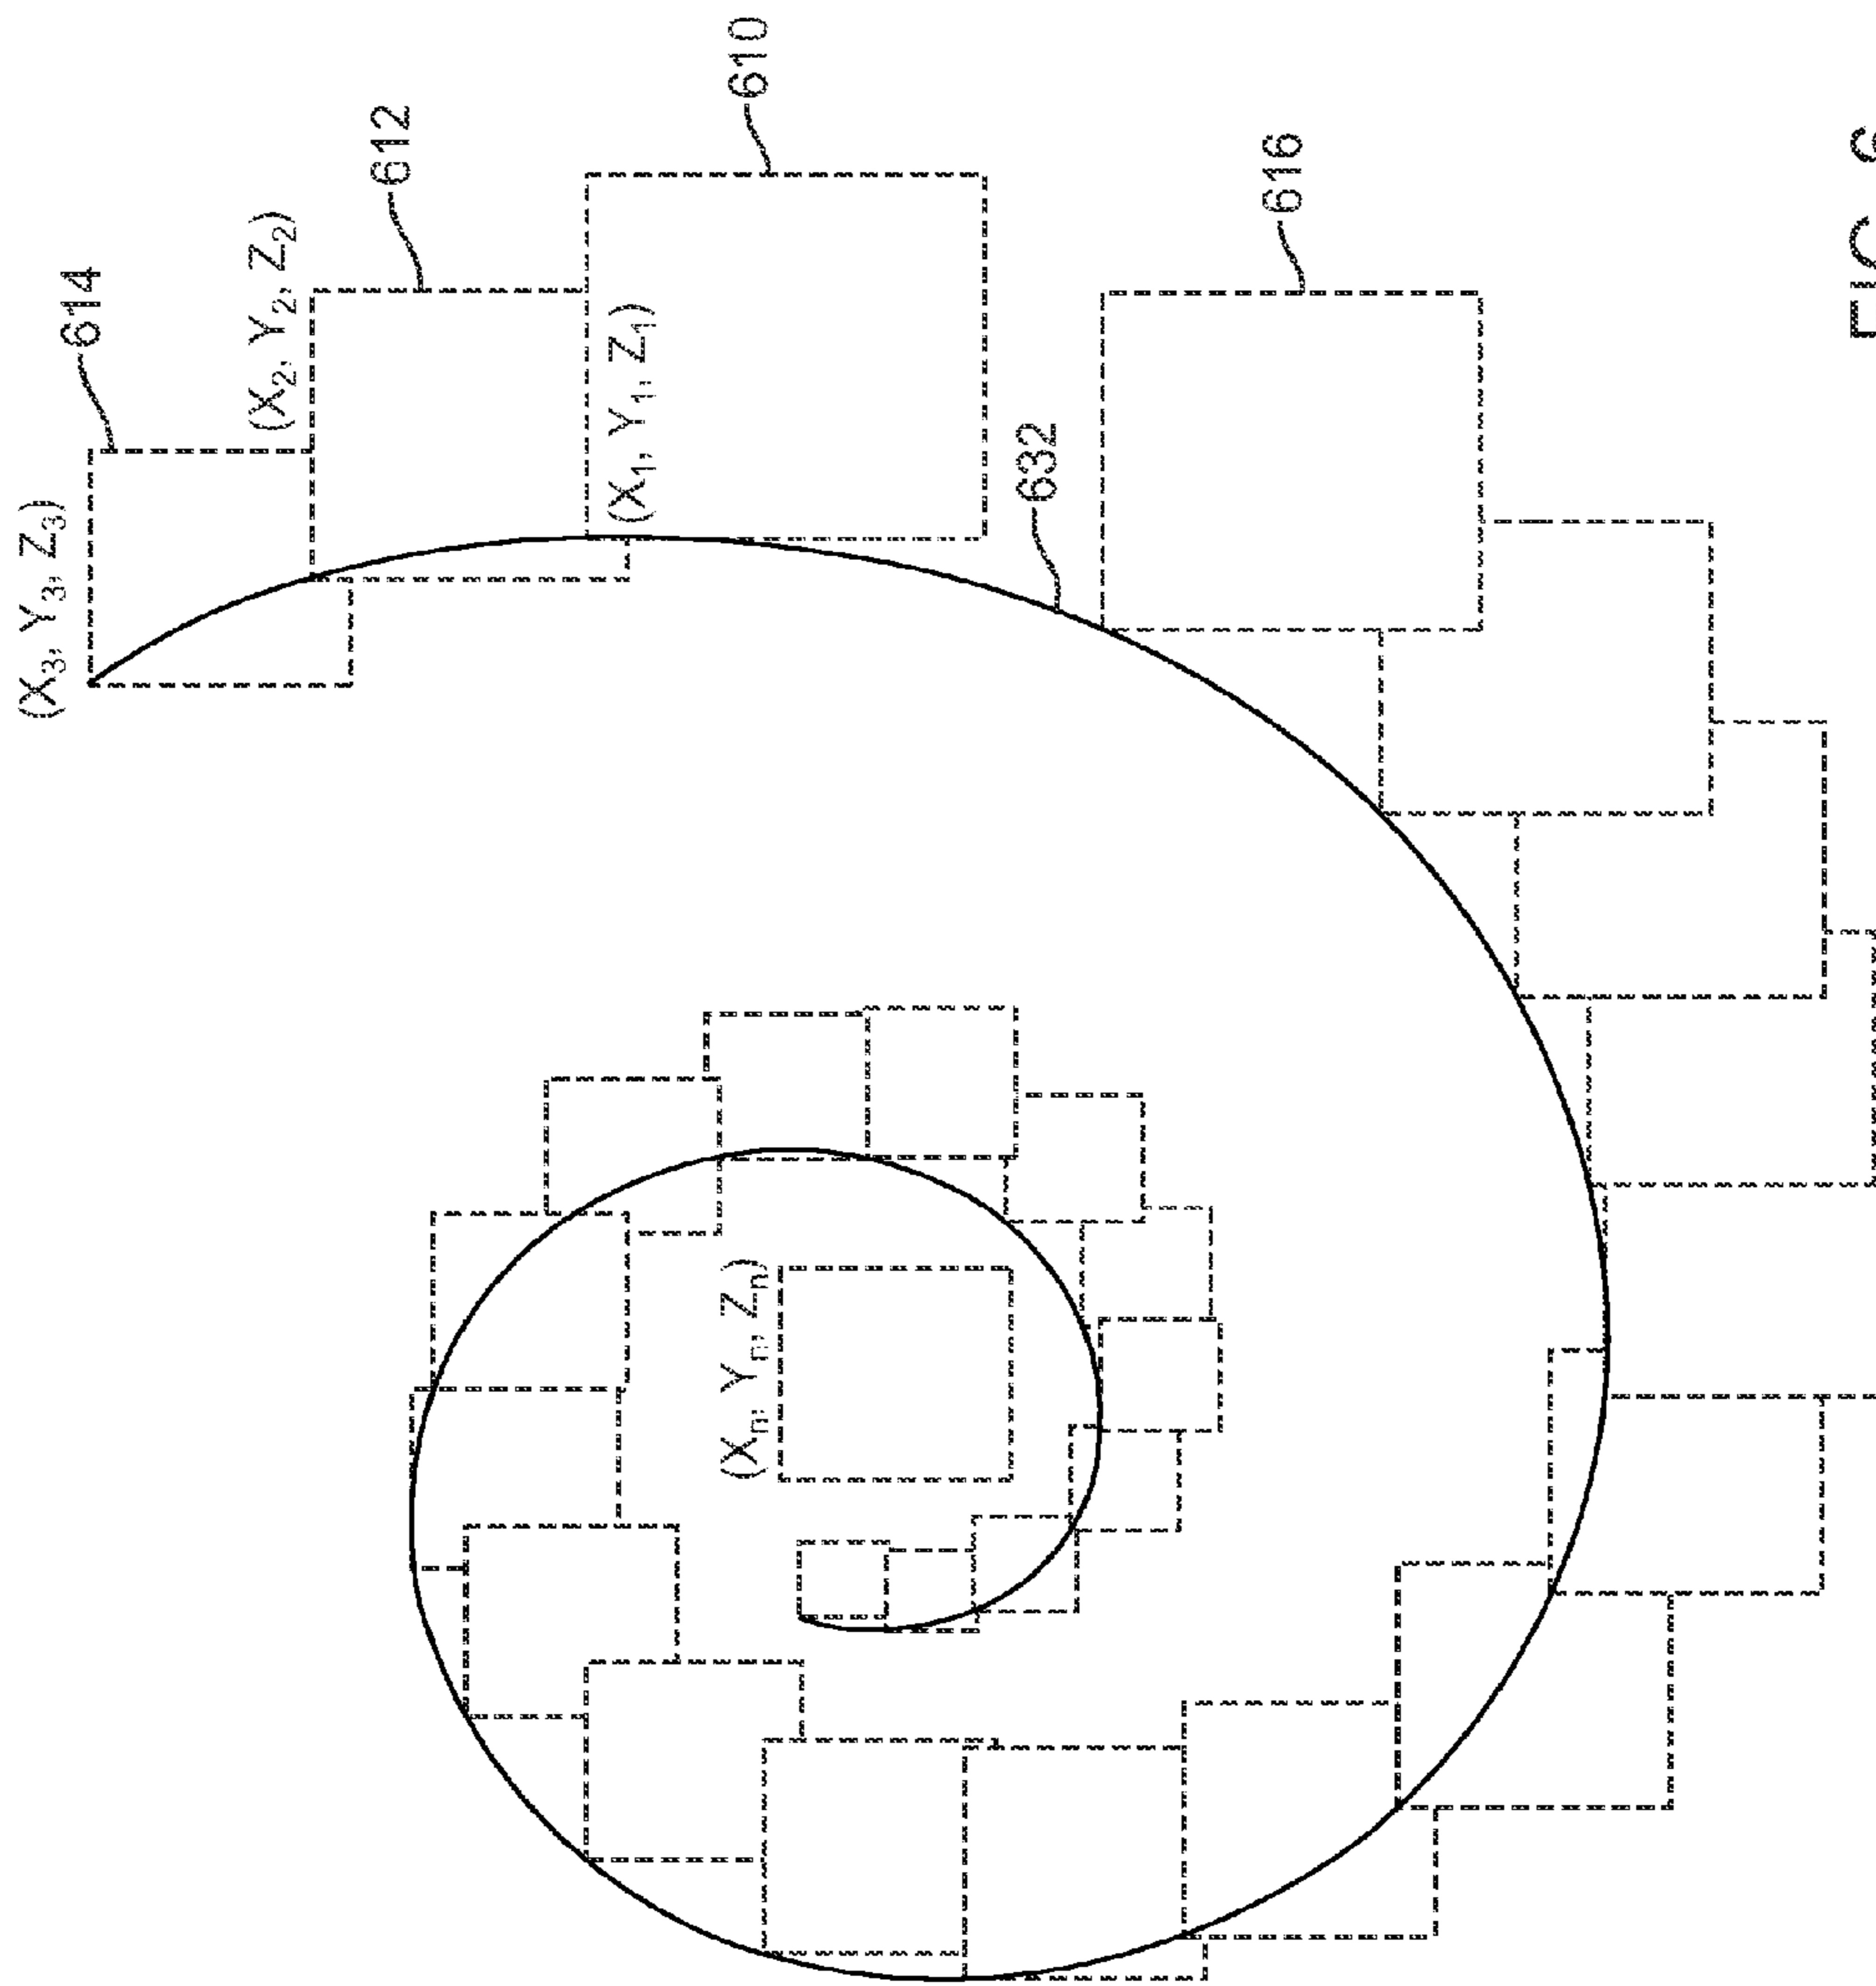 (X₃, Y₃, Z₃)
614
(X₂, Y₂, Z₂)
612
(X₁, Y₁, Z₁)
(Xₙ, Yₙ, Zₙ)
610
632
616
FIG. 6